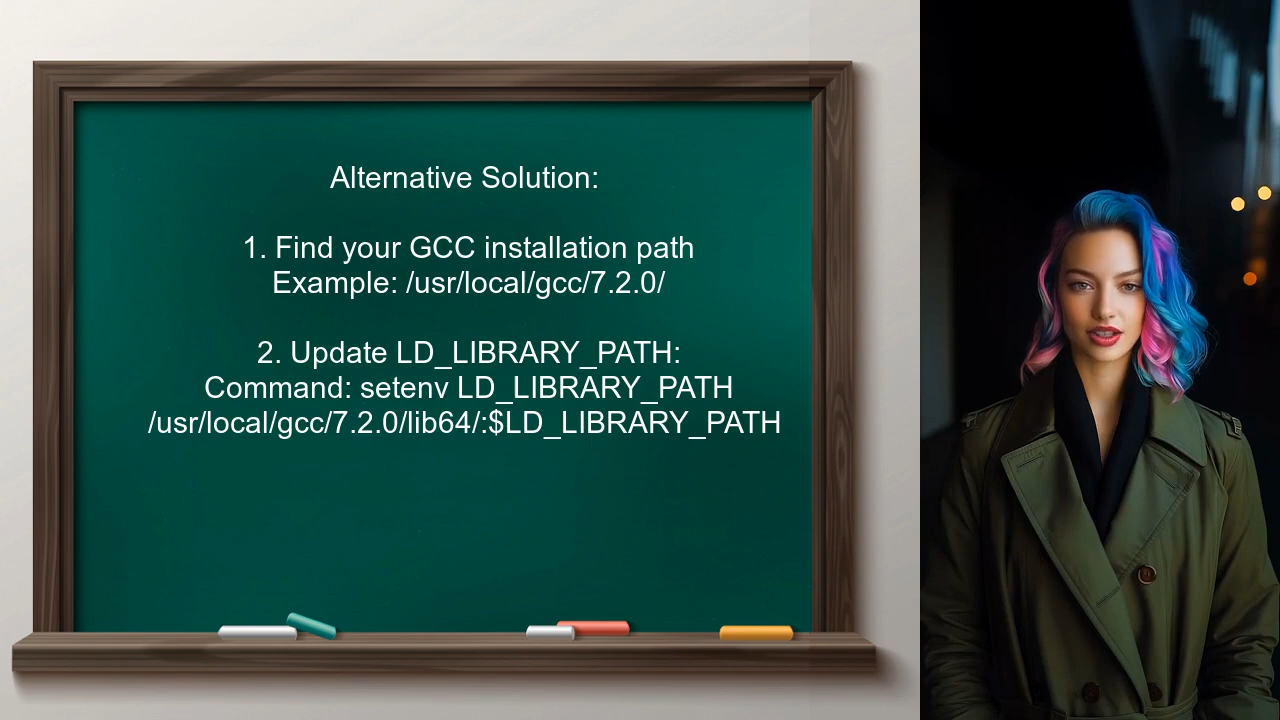 Alternative Solution:
1. Find your GCC installation path
Example: /usr/local/gcc/7.2.0/
2. Update LD_LIBRARY_PATH:
Command: setenv LD_LIBRARY_PATH
/usr/local/gcc/7.2.0/lib64/:$LD_LIBRARY_PATH